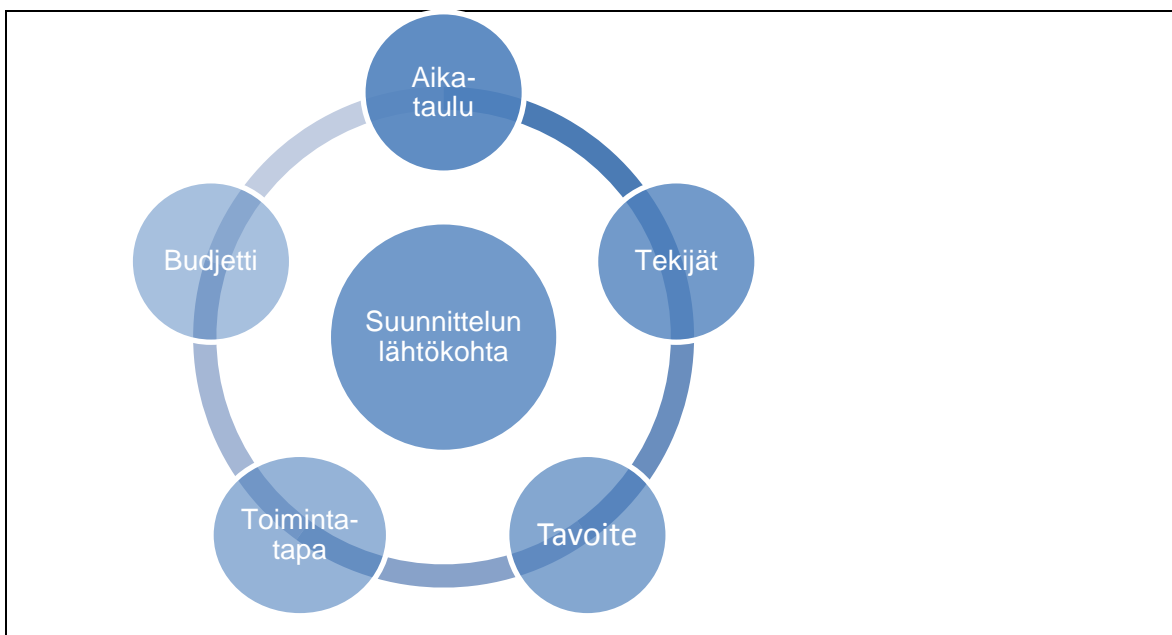 Aika-
taulu
Budjetti
Tekijät
Suunnittelun
lähtökohta
Toiminta-
tapa
Tavoite